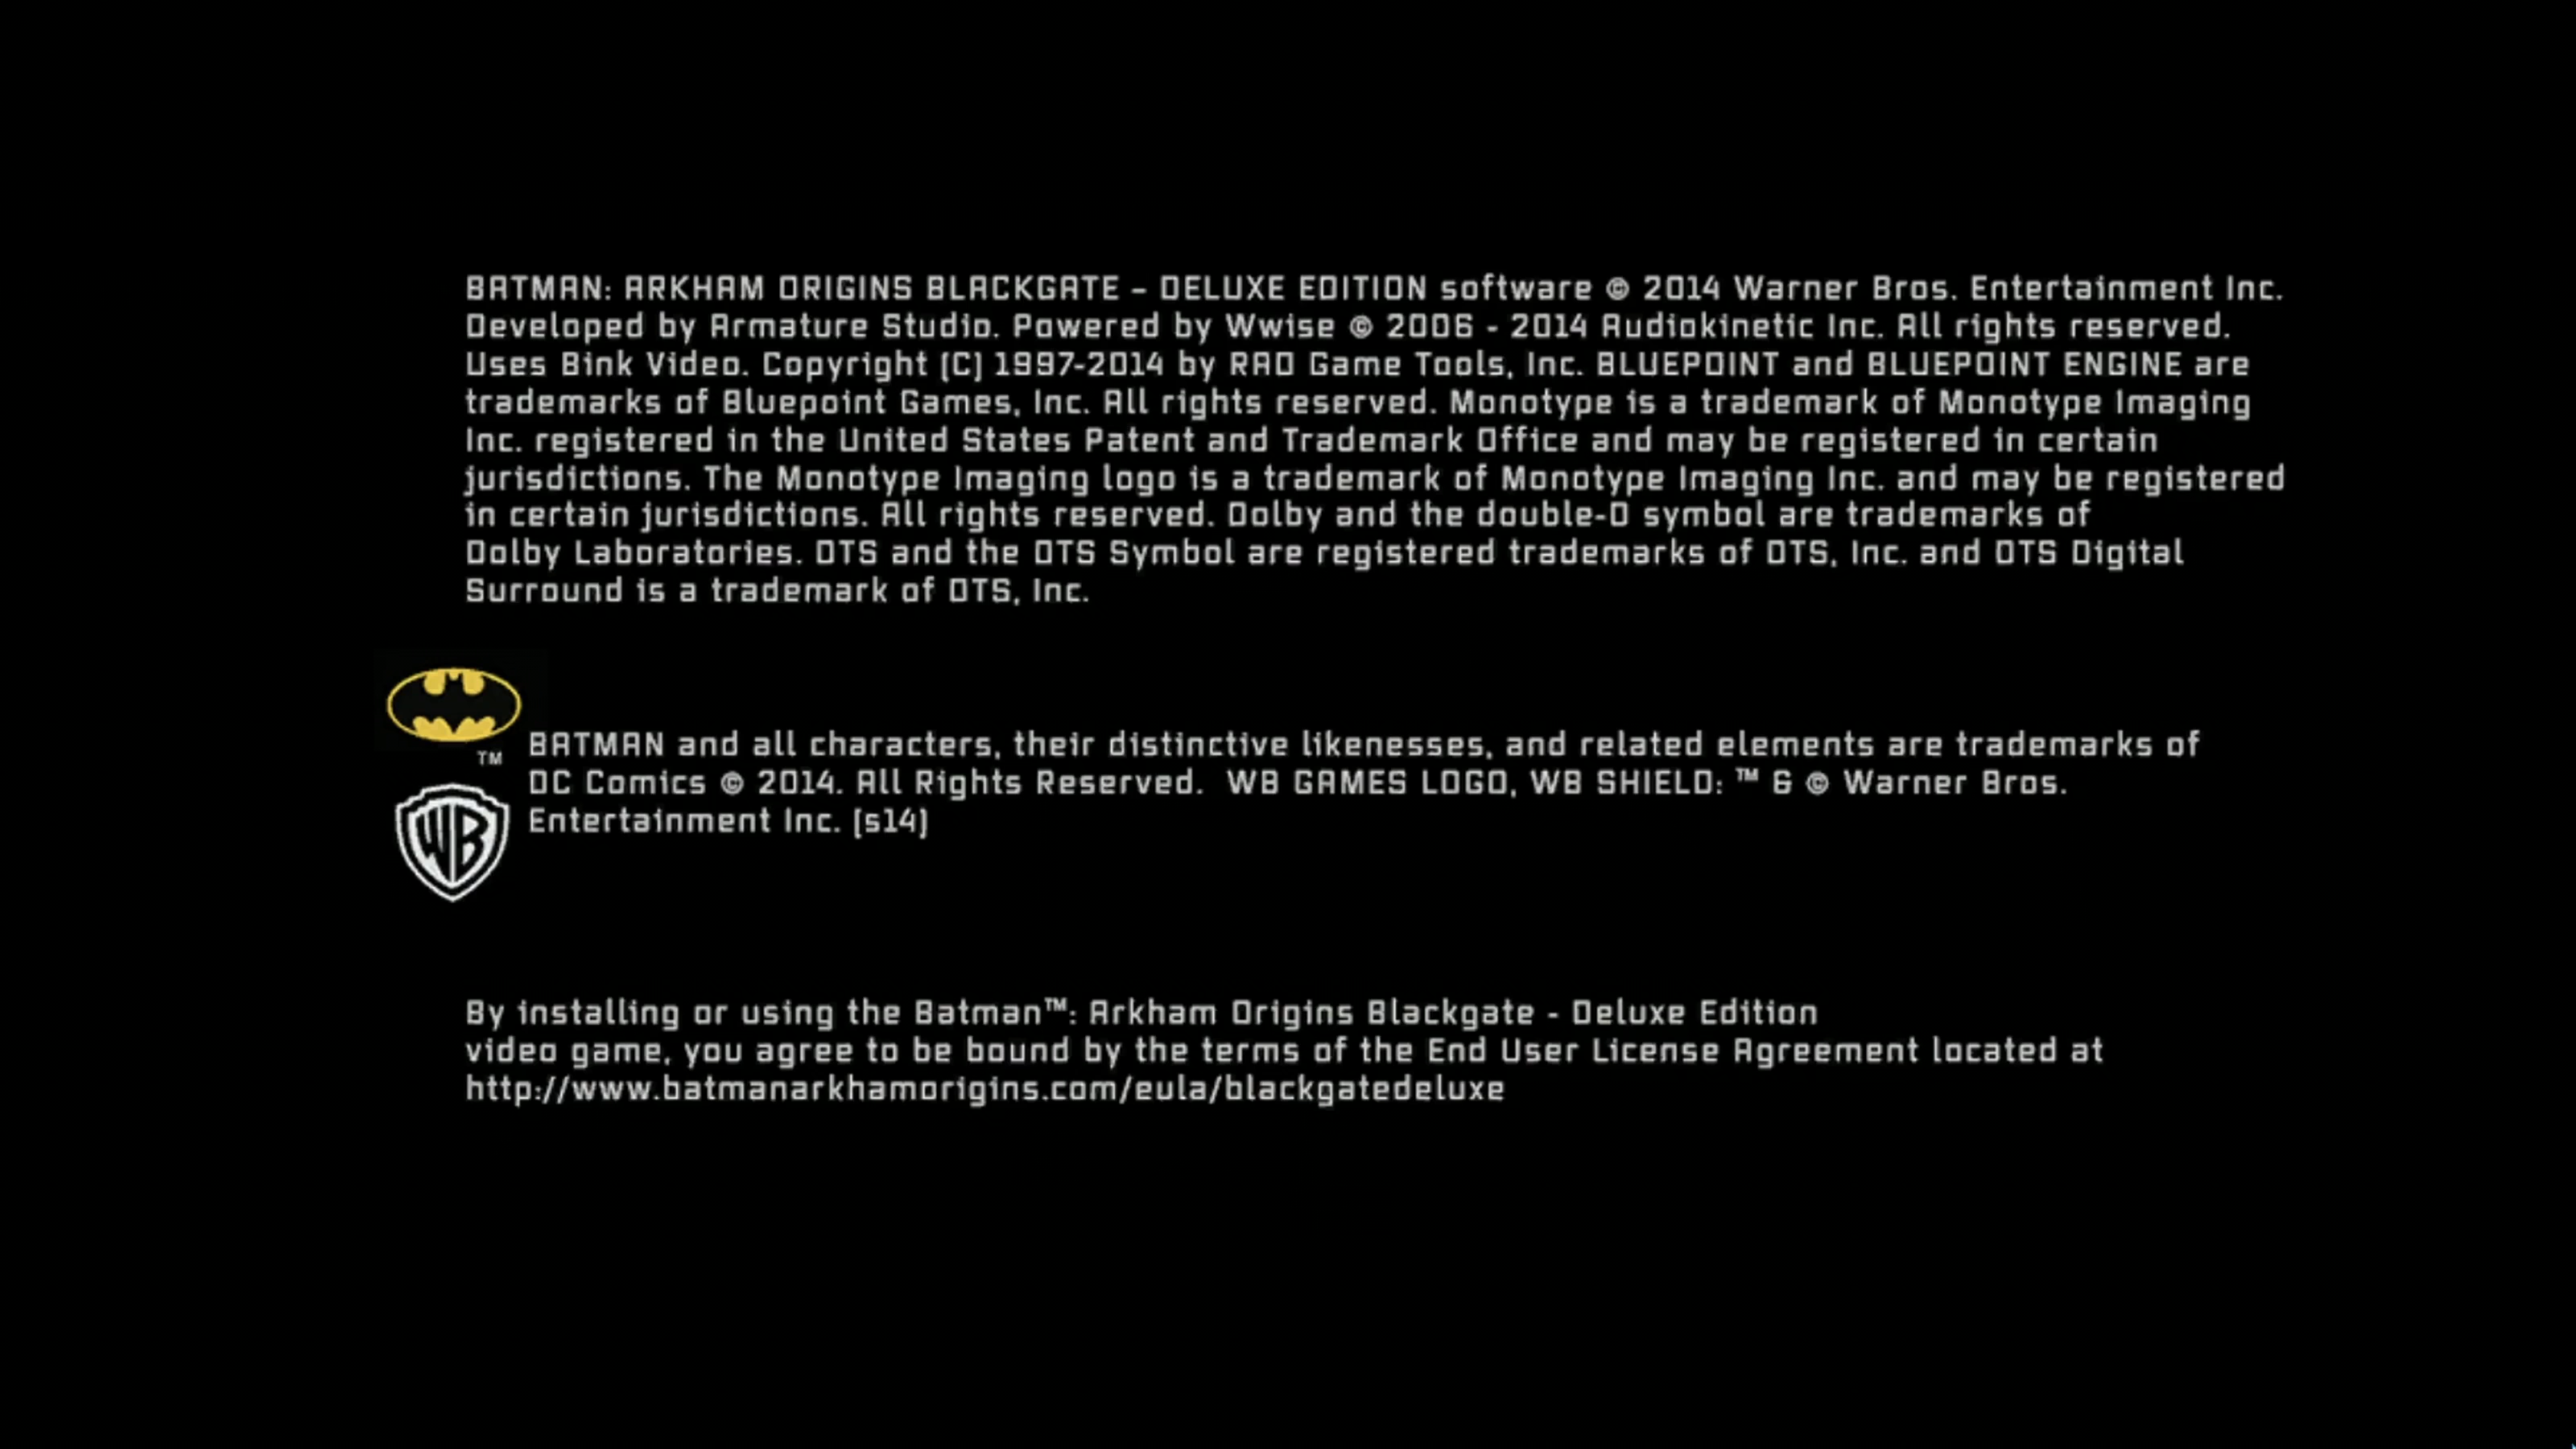 BATMAN: ARKHAM ORIGINS BLACKGATE – DELUXE EDITION software © 2014 Warner Bros. Entertainment Inc.
Developed by Armature Studio. Powered by Wwise © 2006 - 2014 Audiokinetic Inc. All rights reserved.
Uses Bink Video. Copyright (C) 1997-2014 by RAD Game Tools, Inc. BLUEPOINT and BLUEPOINT ENGINE are
trademarks of Bluepoint Games, Inc. All rights reserved. Monotype is a trademark of Monotype Imaging
Inc. registered in the United States Patent and Trademark Office and may be registered in certain
jurisdictions. The Monotype Imaging logo is a trademark of Monotype Imaging Inc. and may be registered
in certain jurisdictions. All rights reserved. Dolby and the double-D symbol are trademarks of
Dolby Laboratories. DTS and the DTS Symbol are registered trademarks of DTS, Inc. and DTS Digital
Surround is a trademark of DTS, Inc.
TM
BATMAN and all characters, their distinctive likenesses, and related elements are trademarks of
DC Comics © 2014. All Rights Reserved.  WB GAMES LOGO, WB SHIELD: ™ & © Warner Bros.
Entertainment Inc. (s14)
WB
By installing or using the Batman™: Arkham Origins Blackgate - Deluxe Edition
video game, you agree to be bound by the terms of the End User License Agreement located at
http://www.batmanarkhamorigins.com/eula/blackgatedeluxe